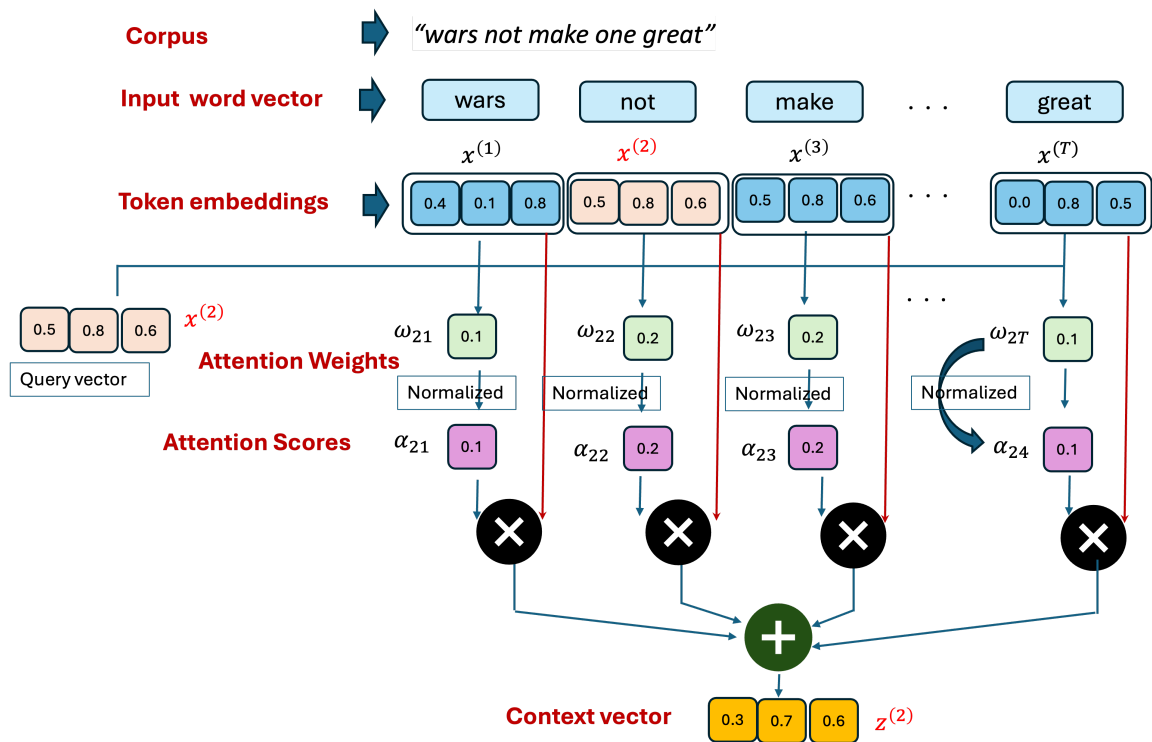 Corpus
“wars not make one great”
Input word vector
wars not make . . . great
x^(1) x^(2) x^(3) x^(T)
Token embeddings
0.4 0.1 0.8 0.5 0.8 0.6 0.5 0.8 0.6 . . . 0.0 0.8 0.5
. . .
0.5 0.8 0.6 x^(2)
Query vector
Attention Weights
ω21 0.1 ω22 0.2 ω23 0.2 ω2T 0.1
Normalized Normalized Normalized Normalized
Attention Scores
α21 0.1 α22 0.2 α23 0.2 α24 0.1
Context vector
0.3 0.7 0.6 z^(2)